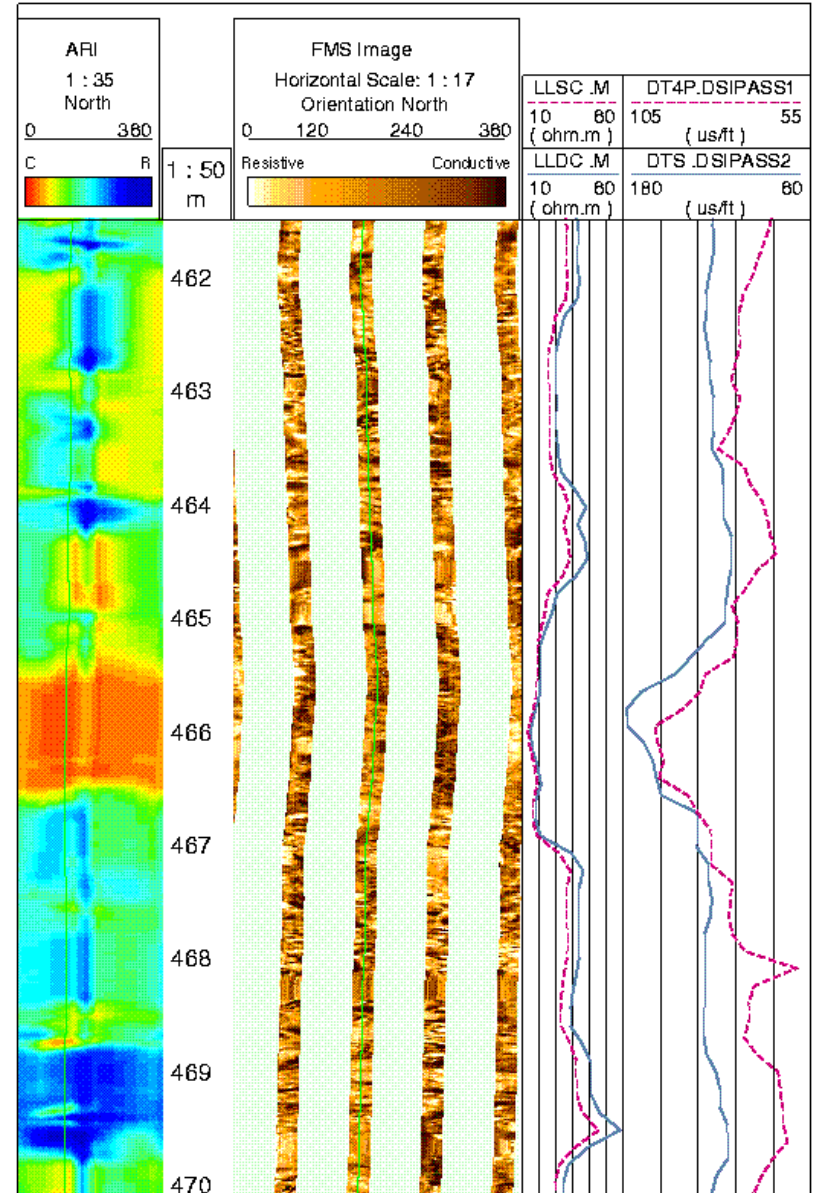 ARI
1 : 35
North
0 360
C R
1 : 50
m
FMS Image
Horizontal Scale: 1 : 17
Orientation North
0 120 240 360
Resistive Conductive
LLSC .M
10 60
( ohm.m )
LLDC .M
10 60
( ohm.m )
DT4P.DSIPASS1
105 55
( us/ft )
DTS .DSIPASS2
180 60
( us/ft )
462
463
464
465
466
467
468
469
470